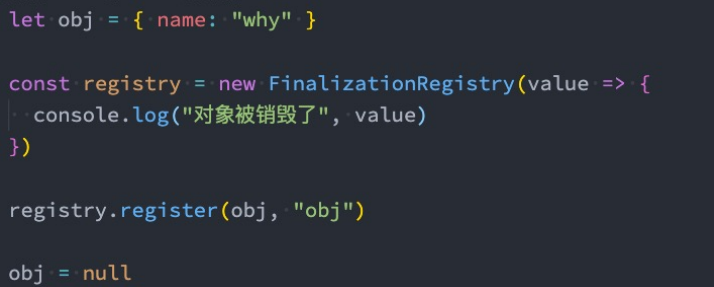 let obj = { name: "why" }
const registry = new FinalizationRegistry(value => {
  console.log("对象被销毁了", value)
})
registry.register(obj, "obj")
obj = null